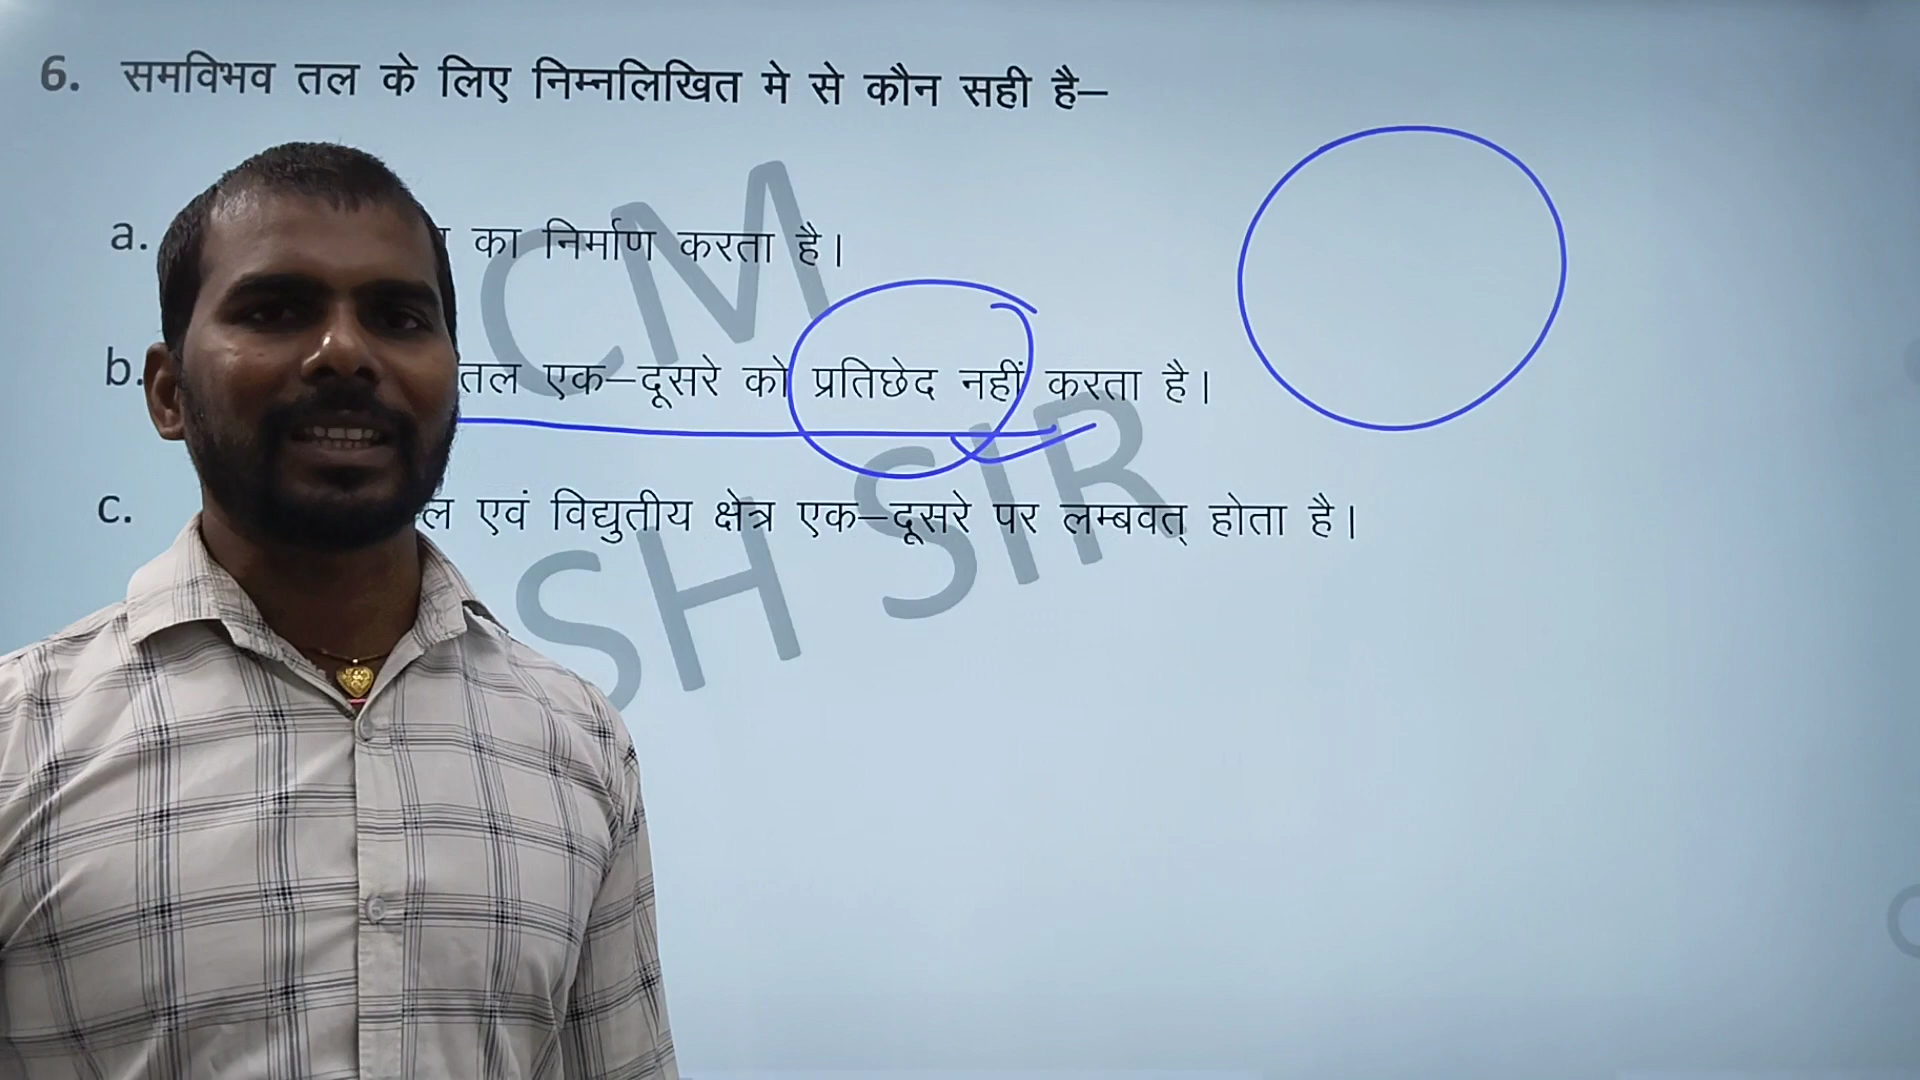 6. समविभव तल के लिए निम्नलिखित मे से कौन सही है–
a. का निर्माण करता है।
b. तल एक–दूसरे को प्रतिछेद नहीं करता है।
c. एवं विद्युतीय क्षेत्र एक–दूसरे पर लम्बवत् होता है।
CM
SH SIR